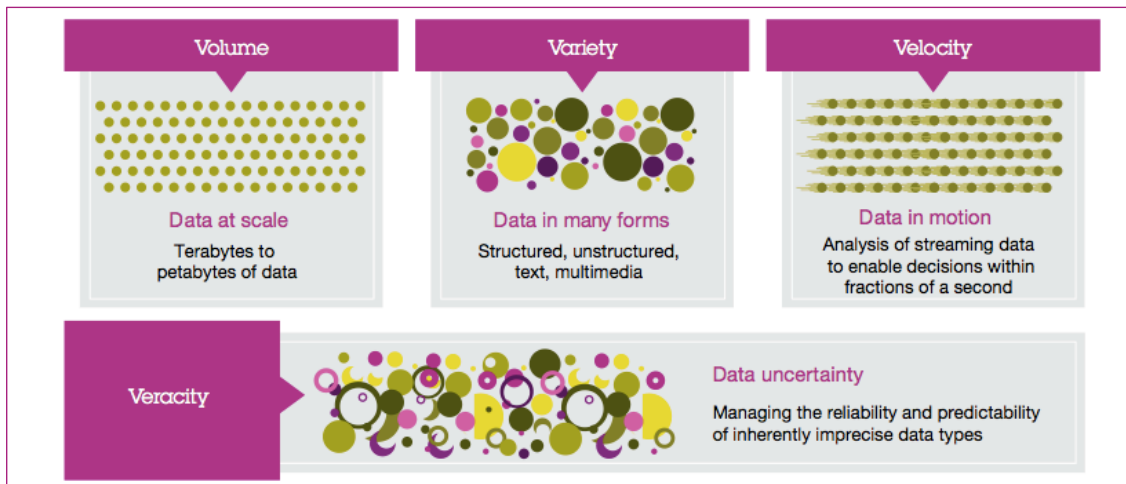 Volume
Variety
Velocity
Data at scale
Terabytes to
petabytes of data
Data in many forms
Structured, unstructured,
text, multimedia
Data in motion
Analysis of streaming data
to enable decisions within
fractions of a second
Veracity
Data uncertainty
Managing the reliability and predictability
of inherently imprecise data types